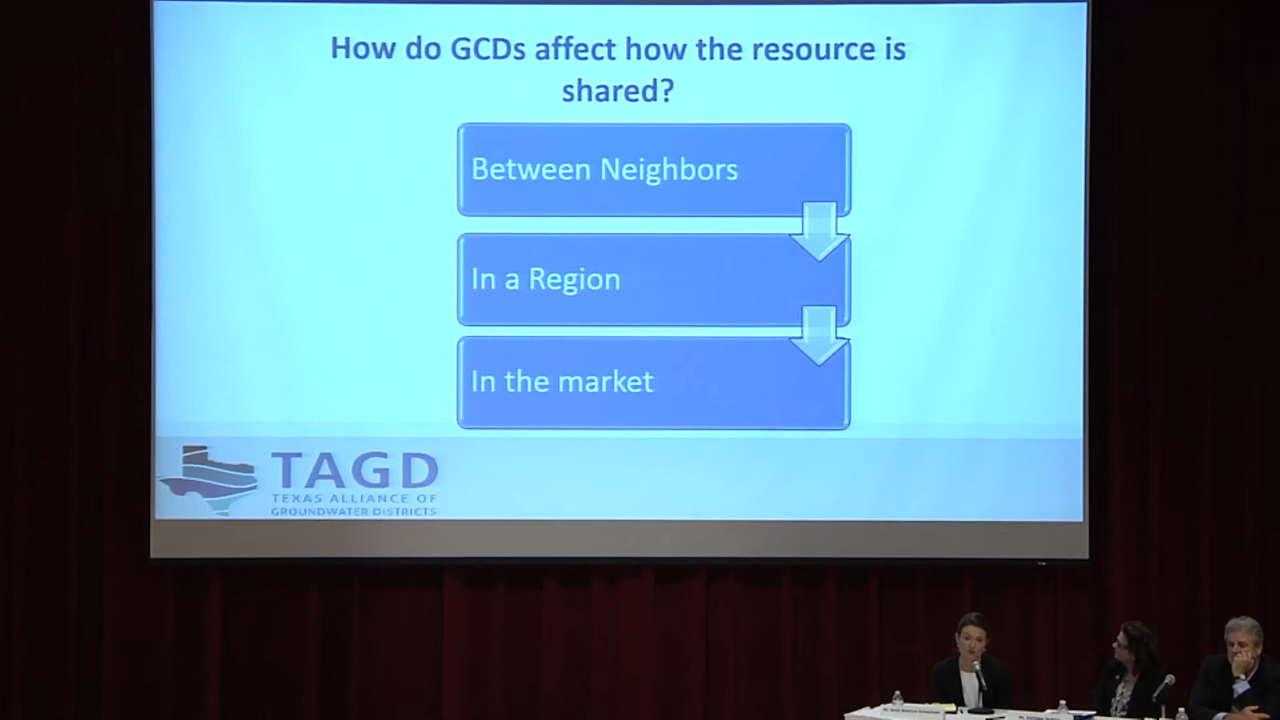 How do GCDs affect how the resource is
shared?
Between Neighbors
In a Region
In the market
TAGD
TEXAS ALLIANCE OF
GROUNDWATER DISTRICTS